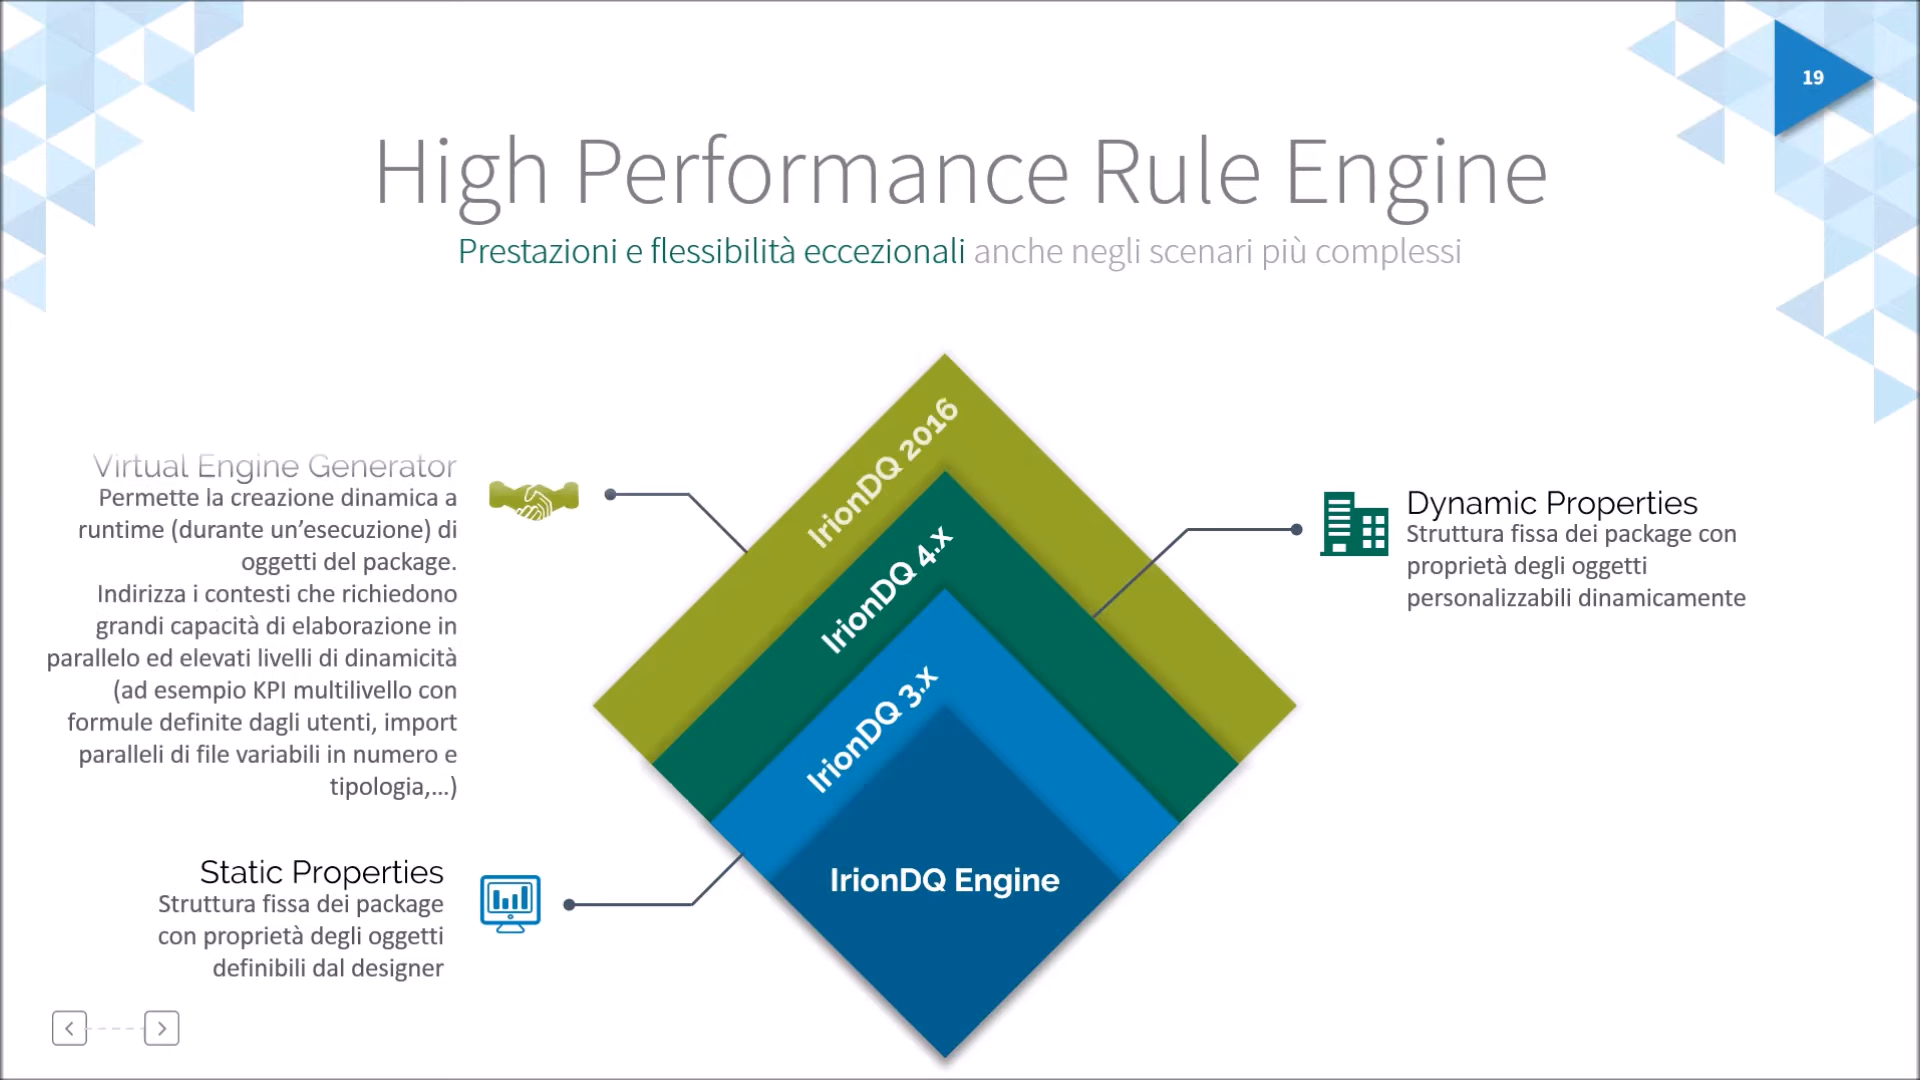 19
High Performance Rule Engine
Prestazioni e flessibilità eccezionali anche negli scenari più complessi
Virtual Engine Generator
Permette la creazione dinamica a
runtime (durante un’esecuzione) di
oggetti del package.
Indirizza i contesti che richiedono
grandi capacità di elaborazione in
parallelo ed elevati livelli di dinamicità
(ad esempio KPI multilivello con
formule definite dagli utenti, import
paralleli di file variabili in numero e
tipologia,...)
Static Properties
Struttura fissa dei package
con proprietà degli oggetti
definibili dal designer
IrionDQ 2016
IrionDQ 4.x
IrionDQ 3.x
IrionDQ Engine
Dynamic Properties
Struttura fissa dei package con
proprietà degli oggetti
personalizzabili dinamicamente